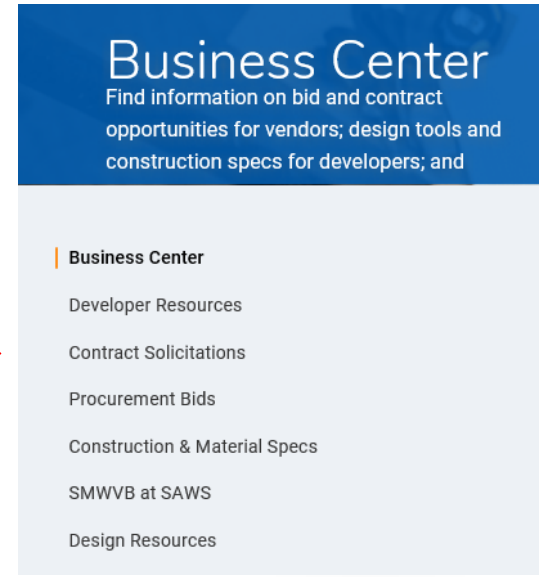 Business Center
Find information on bid and contract
opportunities for vendors; design tools and
construction specs for developers; and
Business Center
Developer Resources
Contract Solicitations
Procurement Bids
Construction & Material Specs
SMWVB at SAWS
Design Resources